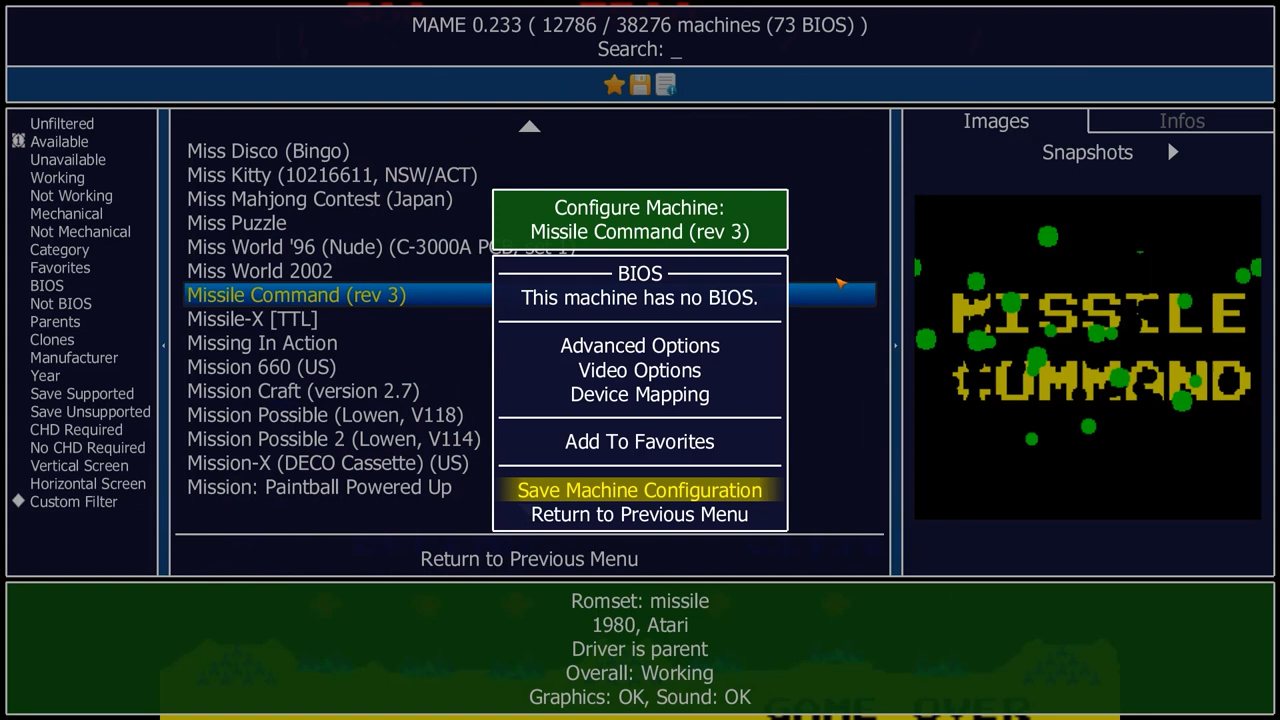 MAME 0.233 ( 12786 / 38276 machines (73 BIOS) )
Search: _
Unfiltered
Available
Unavailable
Working
Not Working
Mechanical
Not Mechanical
Category
Favorites
BIOS
Not BIOS
Parents
Clones
Manufacturer
Year
Save Supported
Save Unsupported
CHD Required
No CHD Required
Vertical Screen
Horizontal Screen
Custom Filter
Miss Disco (Bingo)
Miss Kitty (10216611, NSW/ACT)
Miss Mahjong Contest (Japan)
Miss Puzzle
Miss World '96 (Nude) (C-3000A PCB, set 1)
Miss World 2002
Missile Command (rev 3)
Missile-X [TTL]
Missing In Action
Mission 660 (US)
Mission Craft (version 2.7)
Mission Possible (Lowen, V118)
Mission Possible 2 (Lowen, V114)
Mission-X (DECO Cassette) (US)
Mission: Paintball Powered Up
Return to Previous Menu
Configure Machine:
Missile Command (rev 3)
BIOS
This machine has no BIOS.
Advanced Options
Video Options
Device Mapping
Add To Favorites
Save Machine Configuration
Return to Previous Menu
Images
Infos
Snapshots
MISSILE
COMMAND
Romset: missile
1980, Atari
Driver is parent
Overall: Working
Graphics: OK, Sound: OK
GAME OVER